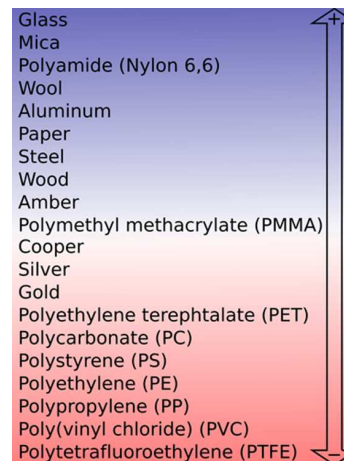 Glass
+
Mica
Polyamide (Nylon 6,6)
Wool
Aluminum
Paper
Steel
Wood
Amber
Polymethyl methacrylate (PMMA)
Cooper
Silver
Gold
Polyethylene terephtalate (PET)
Polycarbonate (PC)
Polystyrene (PS)
Polyethylene (PE)
Polypropylene (PP)
Poly(vinyl chloride) (PVC)
Polytetrafluoroethylene (PTFE)
−